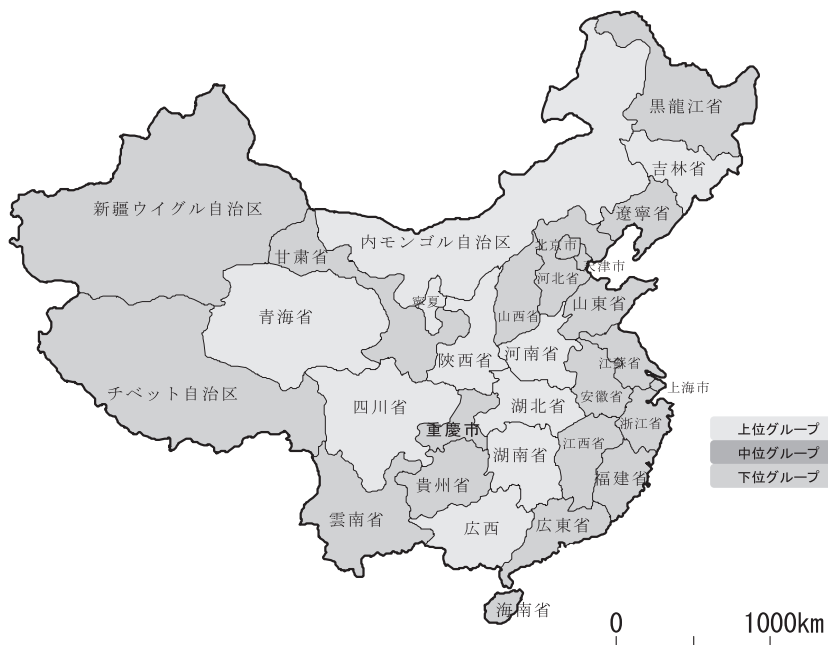 黒龍江省
吉林省
遼寧省
新疆ウイグル自治区
内モンゴル自治区
北京市
甘粛省
天津市
河北省
寧夏
山東省
青海省
山西省
陝西省
河南省
江蘇省
チベット自治区
上海市
四川省
湖北省
安徽省
浙江省
重慶市
江西省
湖南省
貴州省
福建省
雲南省
広西
広東省
海南省
上位グループ
中位グループ
下位グループ
0 1000km